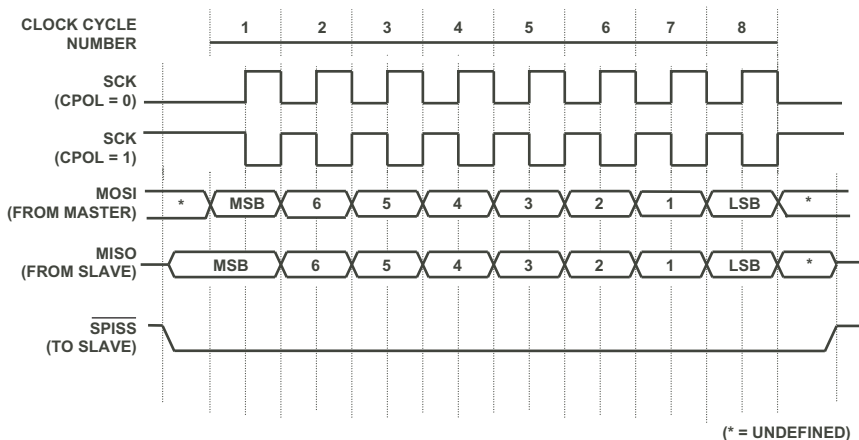 CLOCK CYCLE
NUMBER
1 2 3 4 5 6 7 8
SCK
(CPOL = 0)
SCK
(CPOL = 1)
MOSI
(FROM MASTER)
* MSB 6 5 4 3 2 1 LSB *
MISO
(FROM SLAVE)
MSB 6 5 4 3 2 1 LSB *
SPISS
(TO SLAVE)
(* = UNDEFINED)